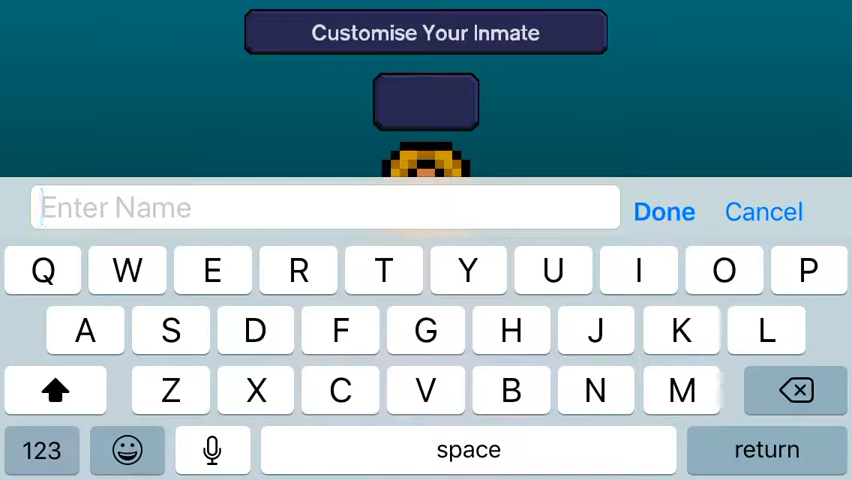 Customise Your Inmate
Enter Name Done Cancel
Q W E R T Y U I O P
A S D F G H J K L
Z X C V B N M
123 space return